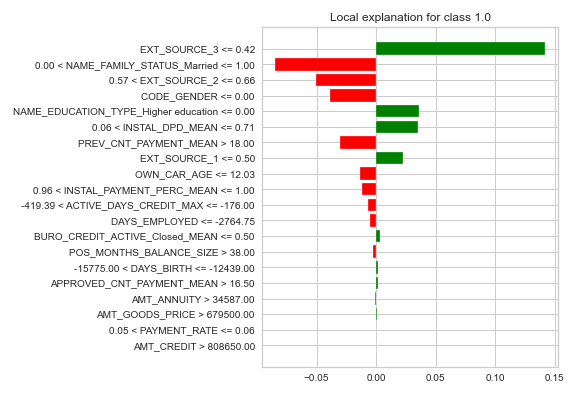 Local explanation for class 1.0
EXT_SOURCE_3 <= 0.42
0.00 < NAME_FAMILY_STATUS_Married <= 1.00
0.57 < EXT_SOURCE_2 <= 0.66
CODE_GENDER <= 0.00
NAME_EDUCATION_TYPE_Higher education <= 0.00
0.06 < INSTAL_DPD_MEAN <= 0.71
PREV_CNT_PAYMENT_MEAN > 18.00
EXT_SOURCE_1 <= 0.50
OWN_CAR_AGE <= 12.03
0.96 < INSTAL_PAYMENT_PERC_MEAN <= 1.00
-419.39 < ACTIVE_DAYS_CREDIT_MAX <= -176.00
DAYS_EMPLOYED <= -2764.75
BURO_CREDIT_ACTIVE_Closed_MEAN <= 0.50
POS_MONTHS_BALANCE_SIZE > 38.00
-15775.00 < DAYS_BIRTH <= -12439.00
APPROVED_CNT_PAYMENT_MEAN > 16.50
AMT_ANNUITY > 34587.00
AMT_GOODS_PRICE > 679500.00
0.05 < PAYMENT_RATE <= 0.06
AMT_CREDIT > 808650.00
−0.05 0.00 0.05 0.10 0.15